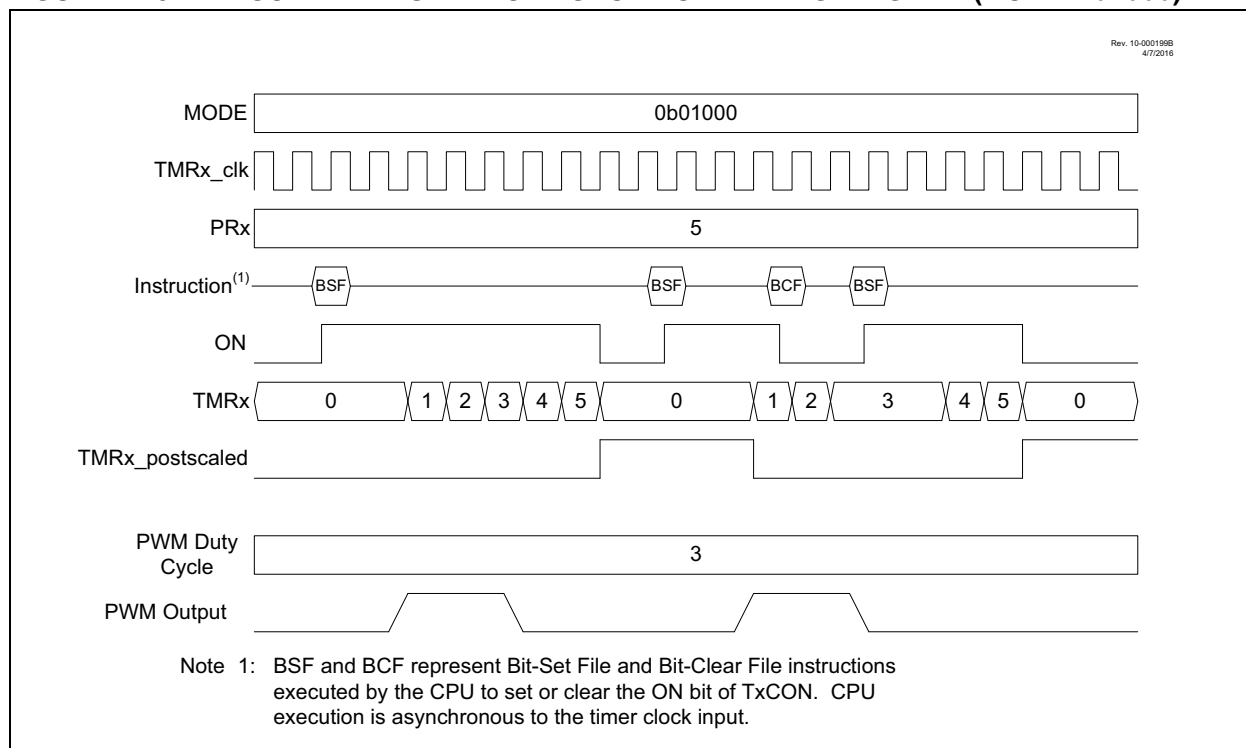 Rev. 10-000199B
4/7/2016
MODE 0b01000
TMRx_clk
PRx 5
Instruction(1) BSF BSF BCF BSF
ON
TMRx 0 1 2 3 4 5 0 1 2 3 4 5 0
TMRx_postscaled
PWM Duty
Cycle 3
PWM Output
Note 1: BSF and BCF represent Bit-Set File and Bit-Clear File instructions
executed by the CPU to set or clear the ON bit of TxCON. CPU
execution is asynchronous to the timer clock input.